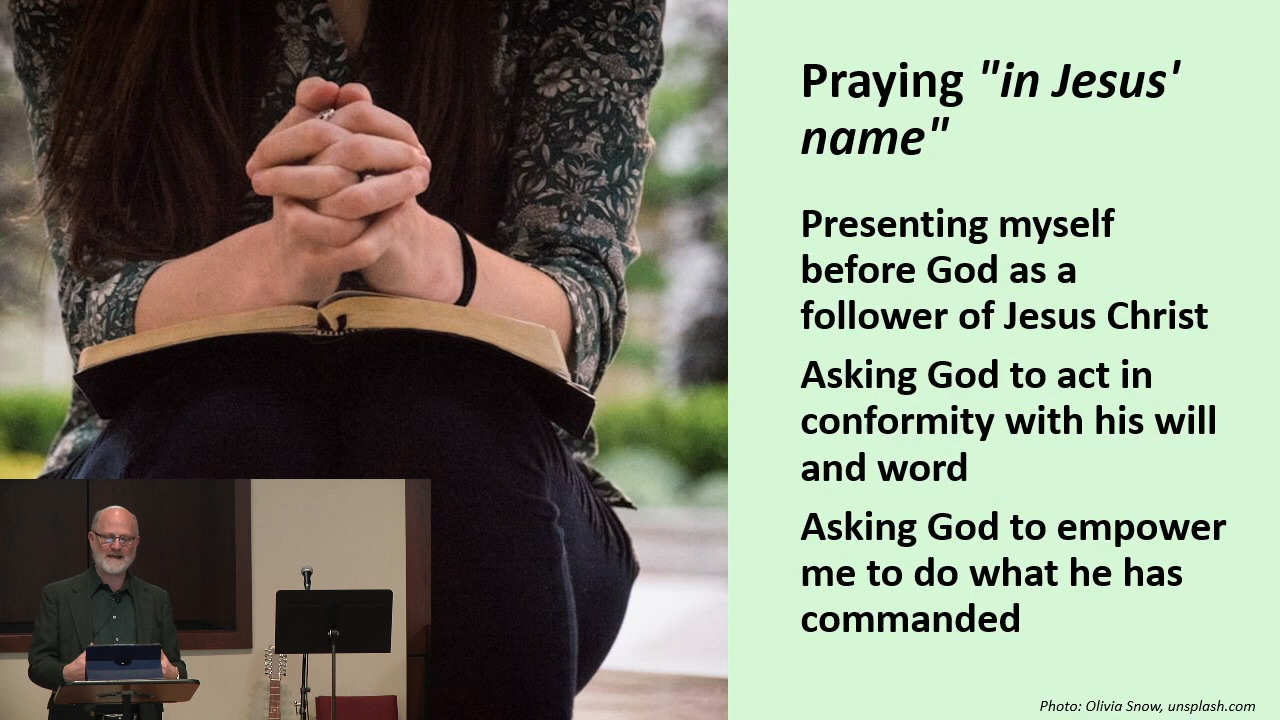 Praying "in Jesus'
name"
Presenting myself
before God as a
follower of Jesus Christ
Asking God to act in
conformity with his will
and word
Asking God to empower
me to do what he has
commanded
Photo: Olivia Snow, unsplash.com